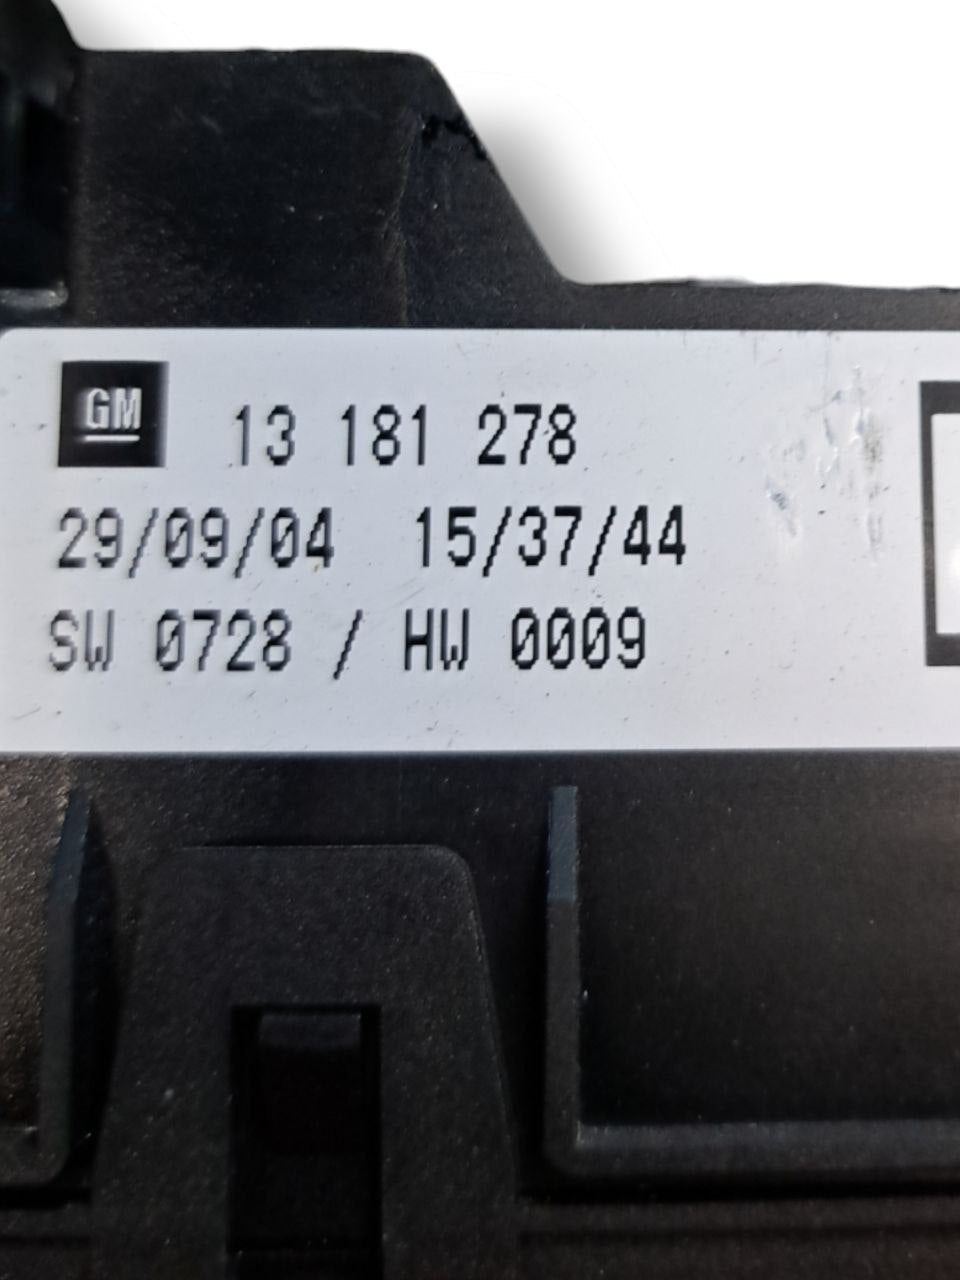 GM 13 181 278
29/09/04 15/37/44
SW 0728 / HW 0009